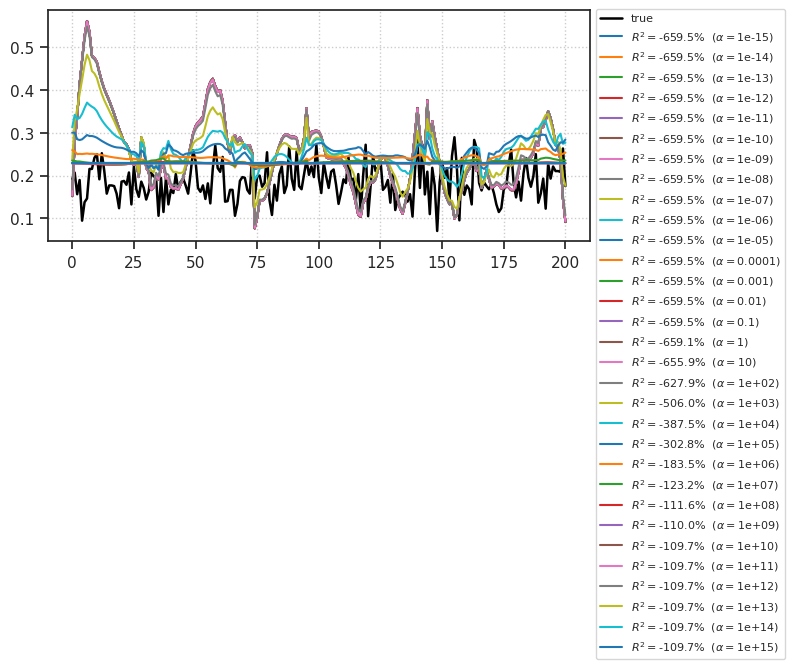 0.5
0.4
0.3
0.2
0.1
0 25 50 75 100 125 150 175 200
true
R² = -659.5% (α = 1e-15)
R² = -659.5% (α = 1e-14)
R² = -659.5% (α = 1e-13)
R² = -659.5% (α = 1e-12)
R² = -659.5% (α = 1e-11)
R² = -659.5% (α = 1e-10)
R² = -659.5% (α = 1e-09)
R² = -659.5% (α = 1e-08)
R² = -659.5% (α = 1e-07)
R² = -659.5% (α = 1e-06)
R² = -659.5% (α = 1e-05)
R² = -659.5% (α = 0.0001)
R² = -659.5% (α = 0.001)
R² = -659.5% (α = 0.01)
R² = -659.5% (α = 0.1)
R² = -659.1% (α = 1)
R² = -655.9% (α = 10)
R² = -627.9% (α = 1e+02)
R² = -506.0% (α = 1e+03)
R² = -387.5% (α = 1e+04)
R² = -302.8% (α = 1e+05)
R² = -183.5% (α = 1e+06)
R² = -123.2% (α = 1e+07)
R² = -111.6% (α = 1e+08)
R² = -110.0% (α = 1e+09)
R² = -109.7% (α = 1e+10)
R² = -109.7% (α = 1e+11)
R² = -109.7% (α = 1e+12)
R² = -109.7% (α = 1e+13)
R² = -109.7% (α = 1e+14)
R² = -109.7% (α = 1e+15)